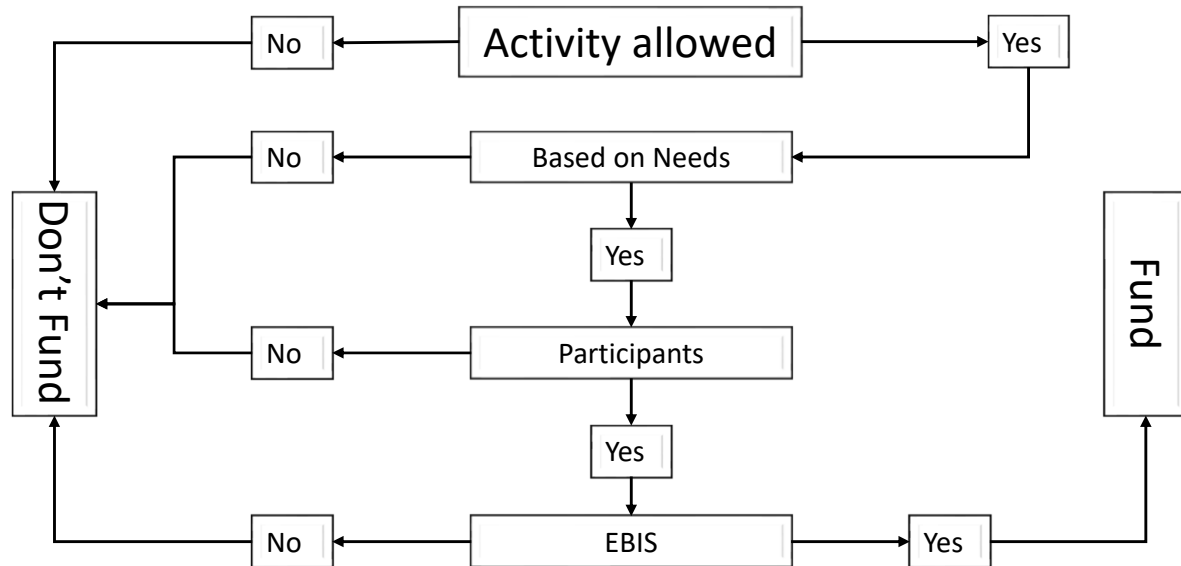 No
Activity allowed
Yes
No
Based on Needs
Don't Fund
Yes
Fund
No
Participants
Yes
No
EBIS
Yes